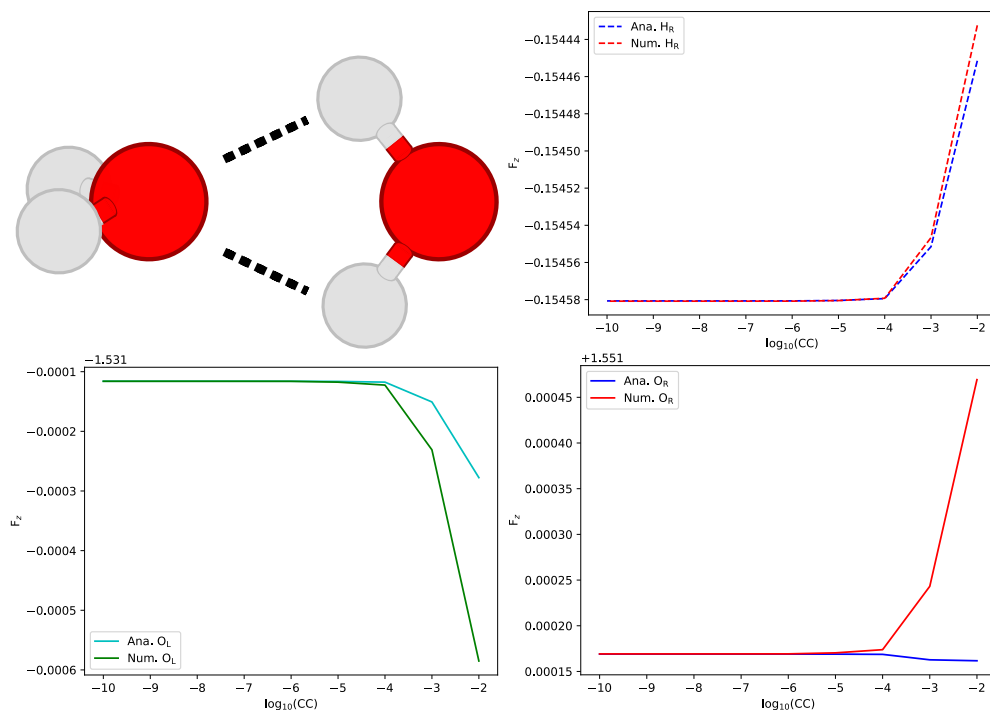 Ana. H_R
Num. H_R
−0.15444
−0.15446
−0.15448
−0.15450
−0.15452
−0.15454
−0.15456
−0.15458
F_z
−10 −9 −8 −7 −6 −5 −4 −3 −2
log₁₀(CC)
−1.531
−0.0001
−0.0002
−0.0003
−0.0004
−0.0005
−0.0006
F_z
Ana. O_L
Num. O_L
−10 −9 −8 −7 −6 −5 −4 −3 −2
log₁₀(CC)
+1.551
Ana. O_R
Num. O_R
0.00045
0.00040
0.00035
0.00030
0.00025
0.00020
0.00015
F_z
−10 −9 −8 −7 −6 −5 −4 −3 −2
log₁₀(CC)